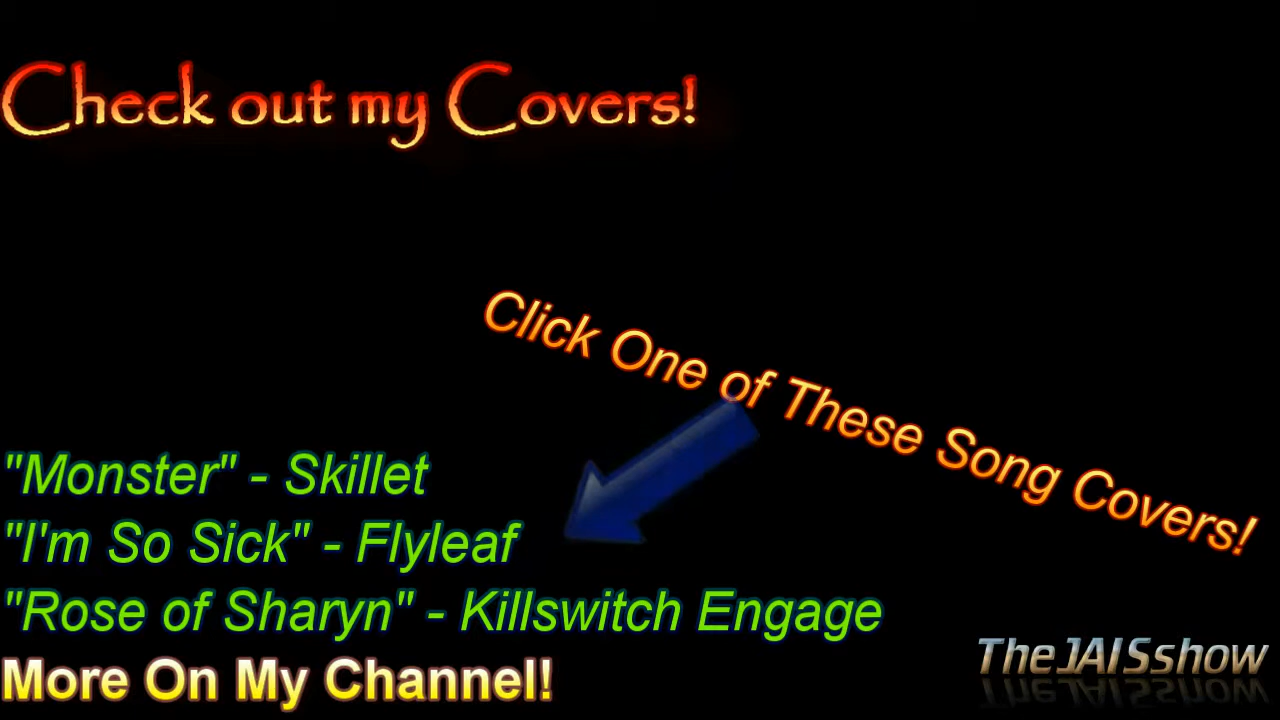 Check out my Covers!
Click One of These Song Covers!
"Monster" - Skillet
"I'm So Sick" - Flyleaf
"Rose of Sharyn" - Killswitch Engage
More On My Channel!
TheJAISshow